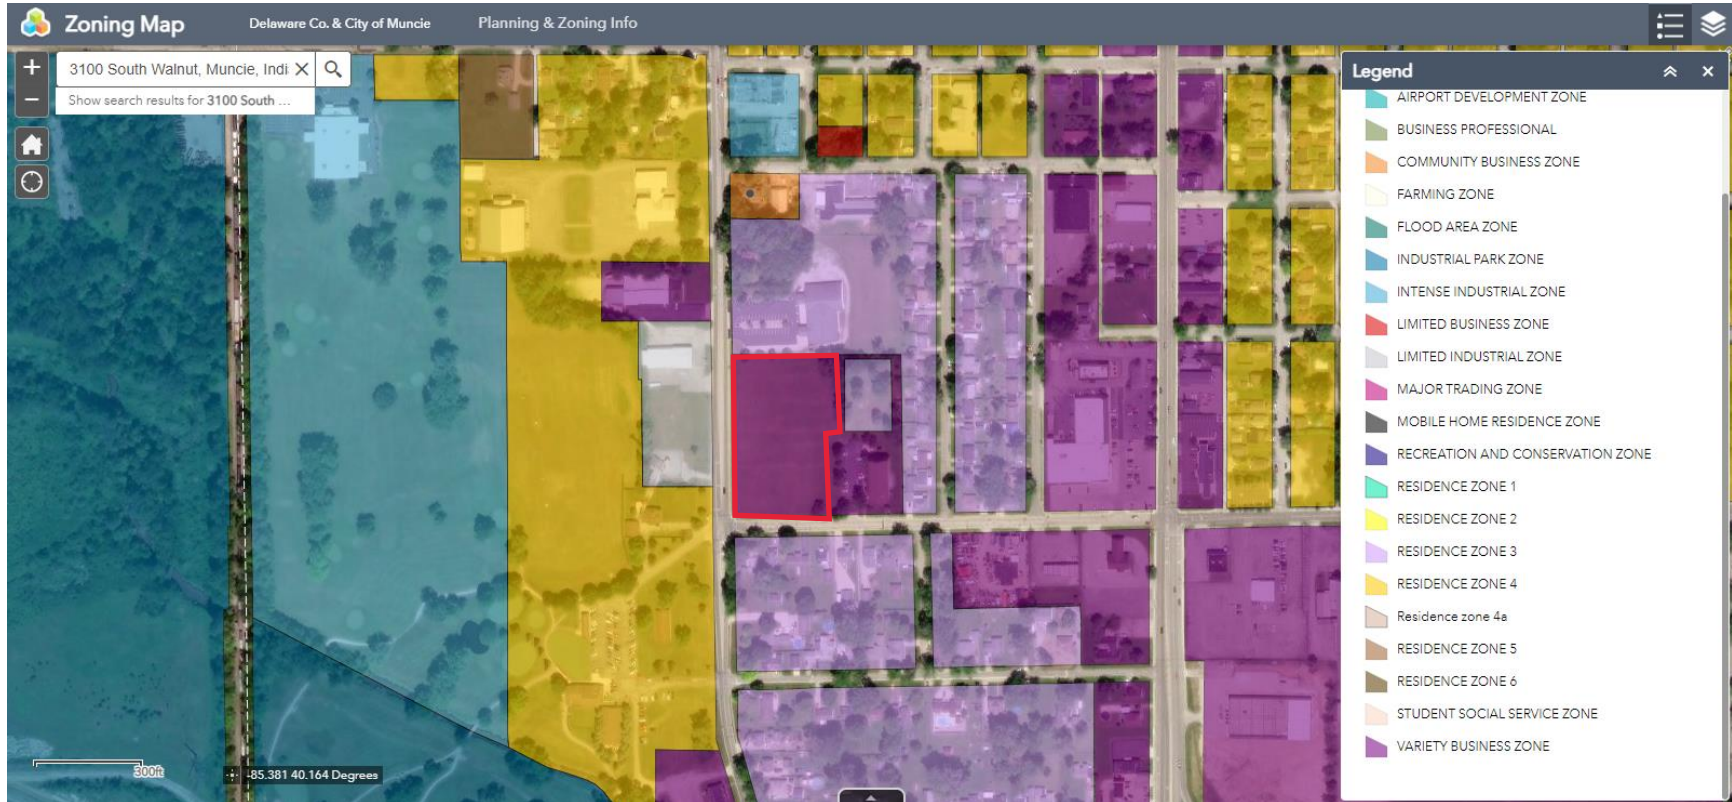 Zoning Map
Delaware Co. & City of Muncie
Planning & Zoning Info
+
3100 South Walnut, Muncie, Indi
Show search results for 3100 South ...
−
Legend
AIRPORT DEVELOPMENT ZONE
BUSINESS PROFESSIONAL
COMMUNITY BUSINESS ZONE
FARMING ZONE
FLOOD AREA ZONE
INDUSTRIAL PARK ZONE
INTENSE INDUSTRIAL ZONE
LIMITED BUSINESS ZONE
LIMITED INDUSTRIAL ZONE
MAJOR TRADING ZONE
MOBILE HOME RESIDENCE ZONE
RECREATION AND CONSERVATION ZONE
RESIDENCE ZONE 1
RESIDENCE ZONE 2
RESIDENCE ZONE 3
RESIDENCE ZONE 4
Residence zone 4a
RESIDENCE ZONE 5
RESIDENCE ZONE 6
STUDENT SOCIAL SERVICE ZONE
VARIETY BUSINESS ZONE
300ft
-85.381 40.164 Degrees